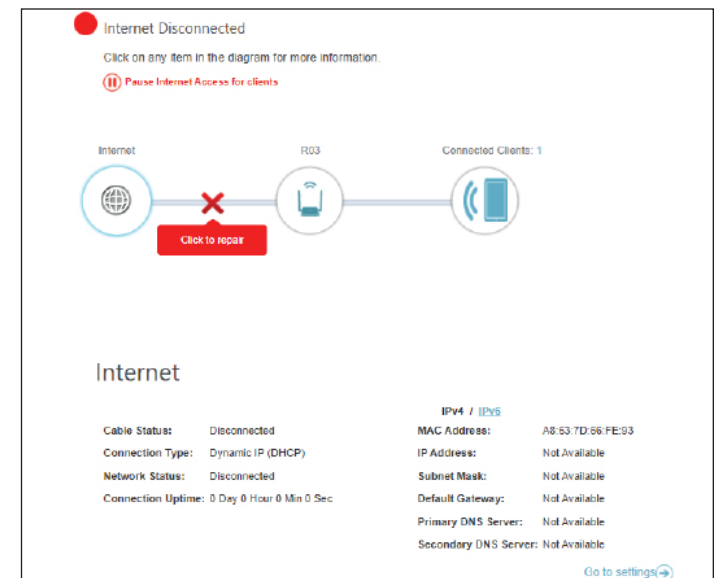 Internet Disconnected
Click on any item in the diagram for more information.
Pause Internet Access for clients
Internet
R03
Connected Clients: 1
Click to repair
Internet
IPv4 / IPv6
Cable Status: Disconnected
MAC Address: A8:63:7D:66:FE:93
Connection Type: Dynamic IP (DHCP)
IP Address: Not Available
Network Status: Disconnected
Subnet Mask: Not Available
Connection Uptime: 0 Day 0 Hour 0 Min 0 Sec
Default Gateway: Not Available
Primary DNS Server: Not Available
Secondary DNS Server: Not Available
Go to settings